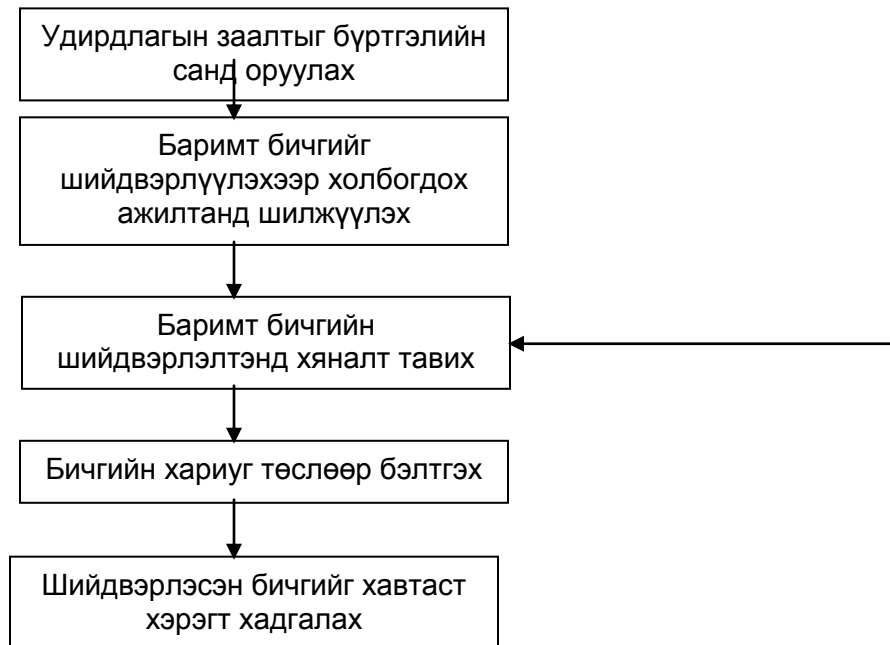 Удирдлагын заалтыг бүртгэлийн
санд оруулах
Баримт бичгийг
шийдвэрлүүлэхээр холбогдох
ажилтанд шилжүүлэх
Баримт бичгийн
шийдвэрлэлтэнд хяналт тавих
Бичгийн хариуг төслөөр бэлтгэх
Шийдвэрлэсэн бичгийг хавтаст
хэрэгт хадгалах